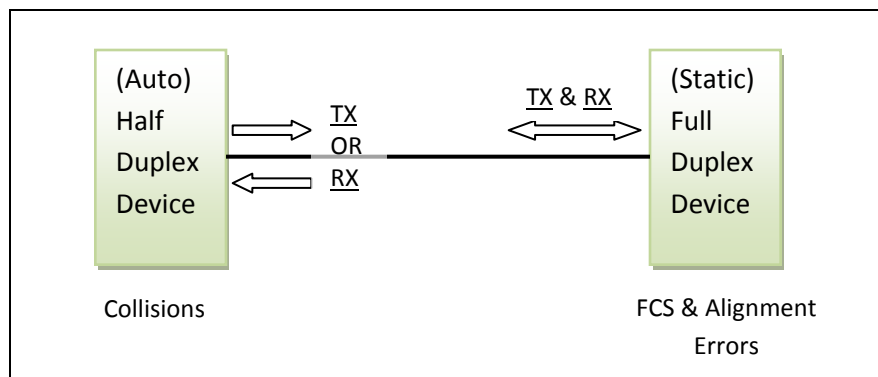 (Auto)
Half
Duplex
Device
TX
OR
RX
TX & RX
(Static)
Full
Duplex
Device
Collisions
FCS & Alignment
Errors